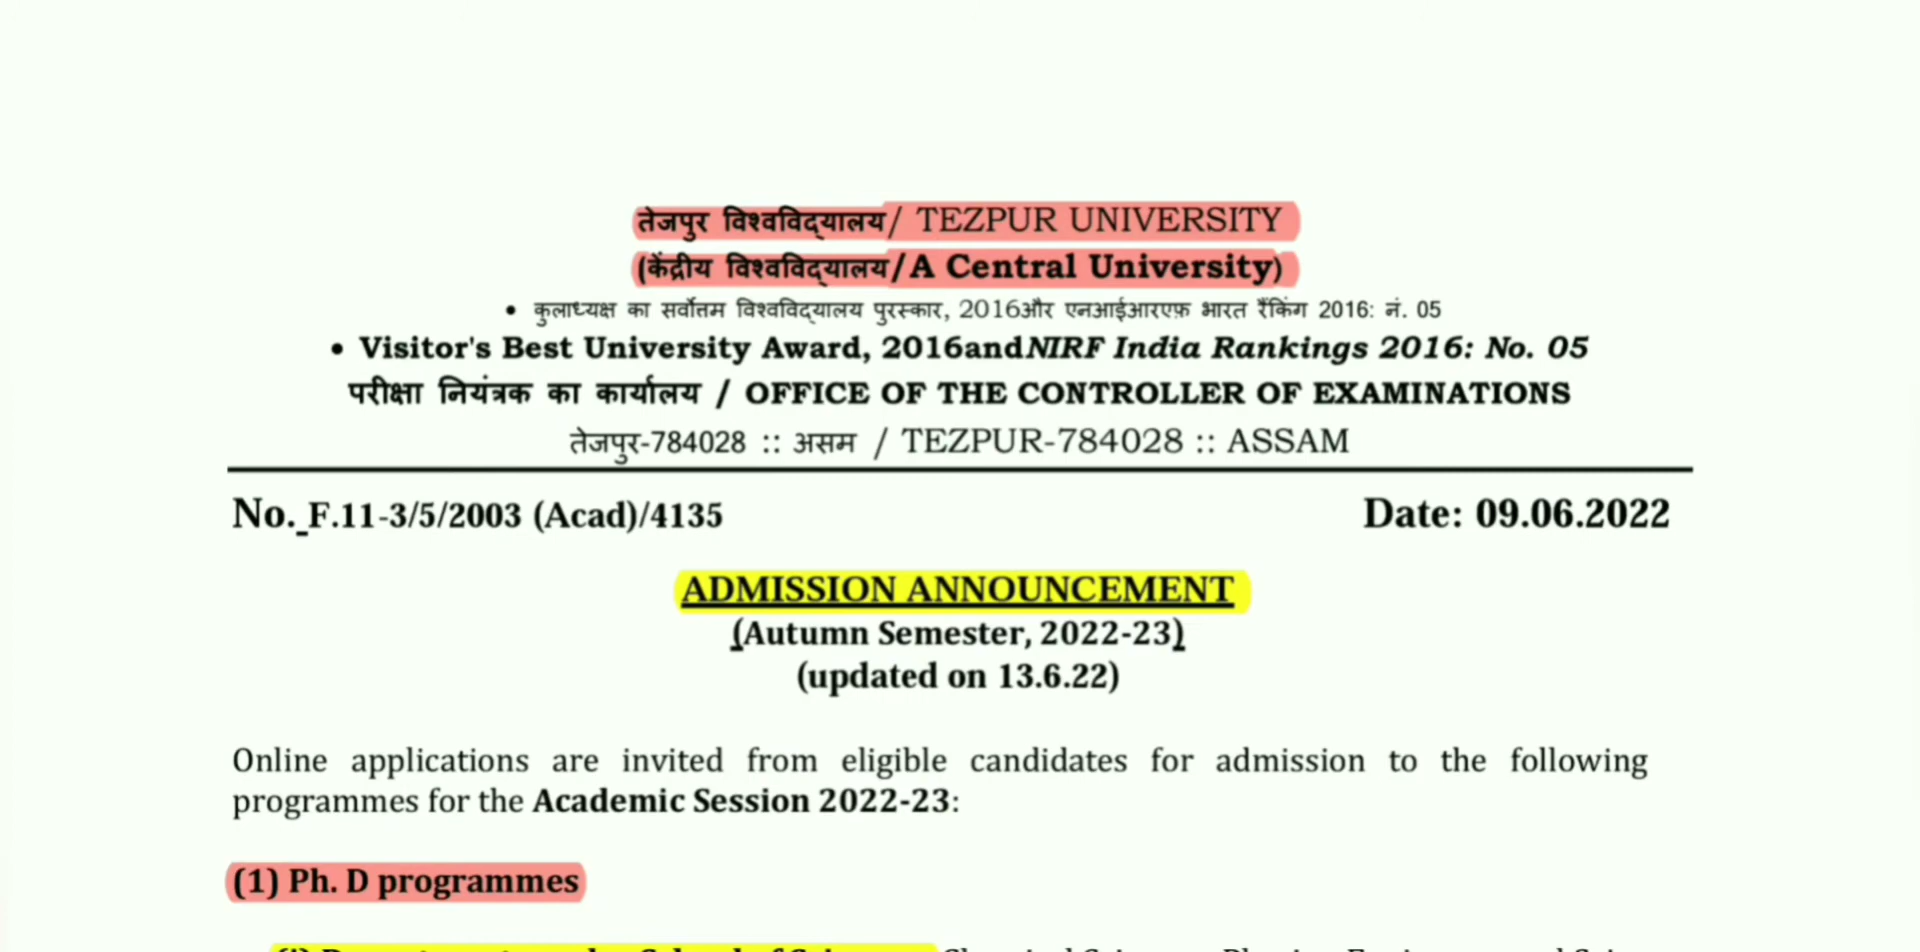 तेजपुर विश्वविद्यालय/ TEZPUR UNIVERSITY
(केंद्रीय विश्वविद्यालय/A Central University)
• कुलाध्यक्ष का सर्वोत्तम विश्वविद्यालय पुरस्कार, 2016और एनआईआरएफ़ भारत रैंकिंग 2016: नं. 05
• Visitor's Best University Award, 2016andNIRF India Rankings 2016: No. 05
परीक्षा नियंत्रक का कार्यालय / OFFICE OF THE CONTROLLER OF EXAMINATIONS
तेजपुर-784028 :: असम / TEZPUR-784028 :: ASSAM
No._F.11-3/5/2003 (Acad)/4135 Date: 09.06.2022
ADMISSION ANNOUNCEMENT
(Autumn Semester, 2022-23)
(updated on 13.6.22)
Online applications are invited from eligible candidates for admission to the following
programmes for the Academic Session 2022-23:
(1) Ph. D programmes